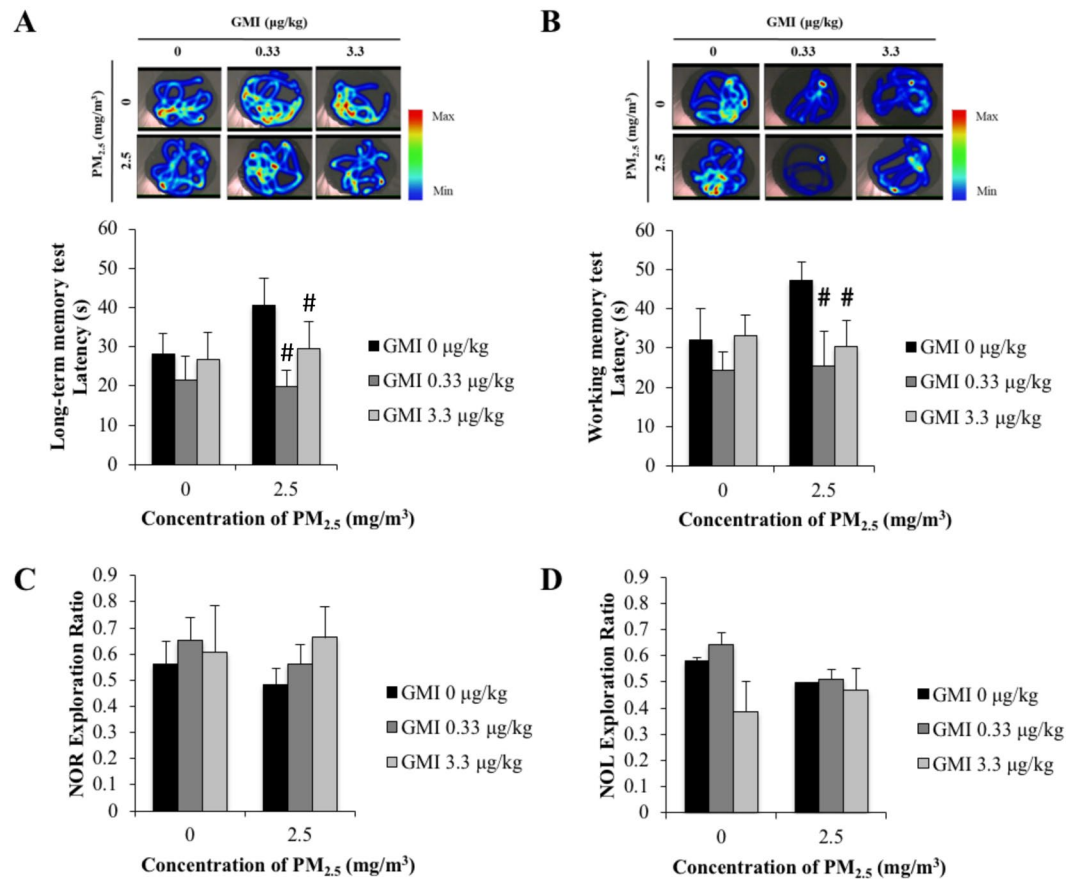 A
GMI (μg/kg)
0 0.33 3.3
PM2.5 (mg/m³)
0
2.5
Max
Min
Long-term memory test
Latency (s)
60
50
40
30
20
10
0
#
#
0 2.5
Concentration of PM2.5 (mg/m³)
GMI 0 μg/kg
GMI 0.33 μg/kg
GMI 3.3 μg/kg
B
GMI (μg/kg)
0 0.33 3.3
PM2.5 (mg/m³)
0
2.5
Max
Min
Working memory test
Latency (s)
60
50
40
30
20
10
0
# #
0 2.5
Concentration of PM2.5 (mg/m³)
GMI 0 μg/kg
GMI 0.33 μg/kg
GMI 3.3 μg/kg
C
NOR Exploration Ratio
0.9
0.8
0.7
0.6
0.5
0.4
0.3
0.2
0.1
0
0 2.5
Concentration of PM2.5 (mg/m³)
GMI 0 μg/kg
GMI 0.33 μg/kg
GMI 3.3 μg/kg
D
NOL Exploration Ratio
0.9
0.8
0.7
0.6
0.5
0.4
0.3
0.2
0.1
0
0 2.5
Concentration of PM2.5 (mg/m³)
GMI 0 μg/kg
GMI 0.33 μg/kg
GMI 3.3 μg/kg